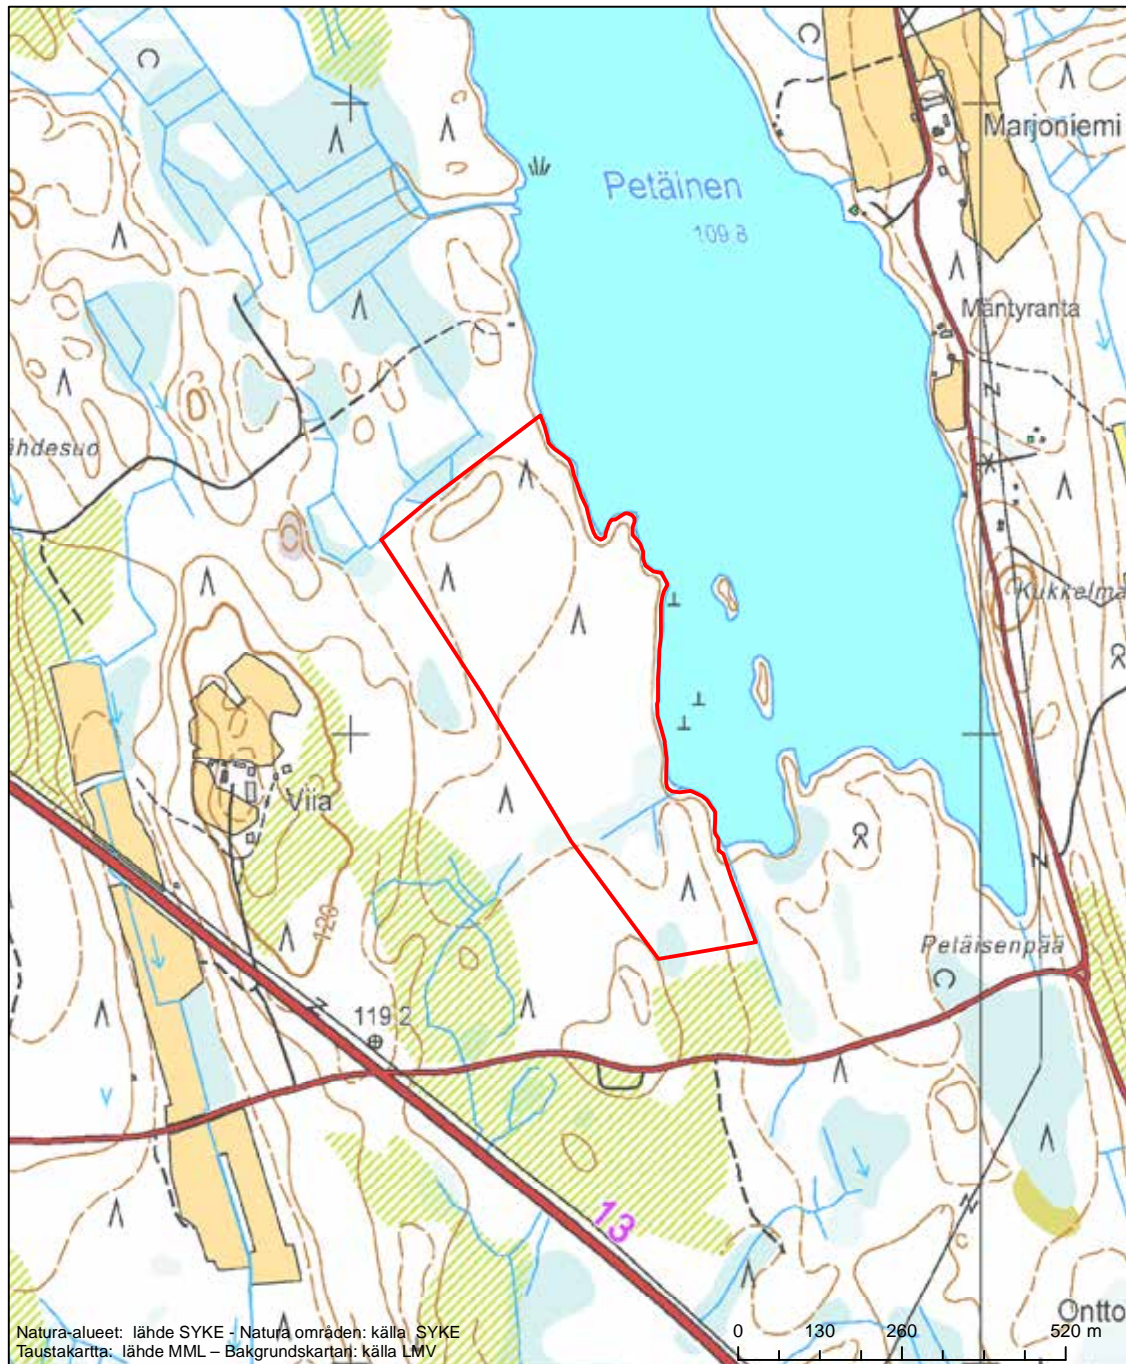 Marjoniemi
Petäinen
109.8
Mäntyranta
ihdesuo
Kukkelma
Viia
126
Petäisenpää
119.2
13
Ontto
Natura-alueet: lähde SYKE - Natura områden: källa SYKE
Taustakartta: lähde MML – Bakgrundskartan: källa LMV
0 130 260 520 m